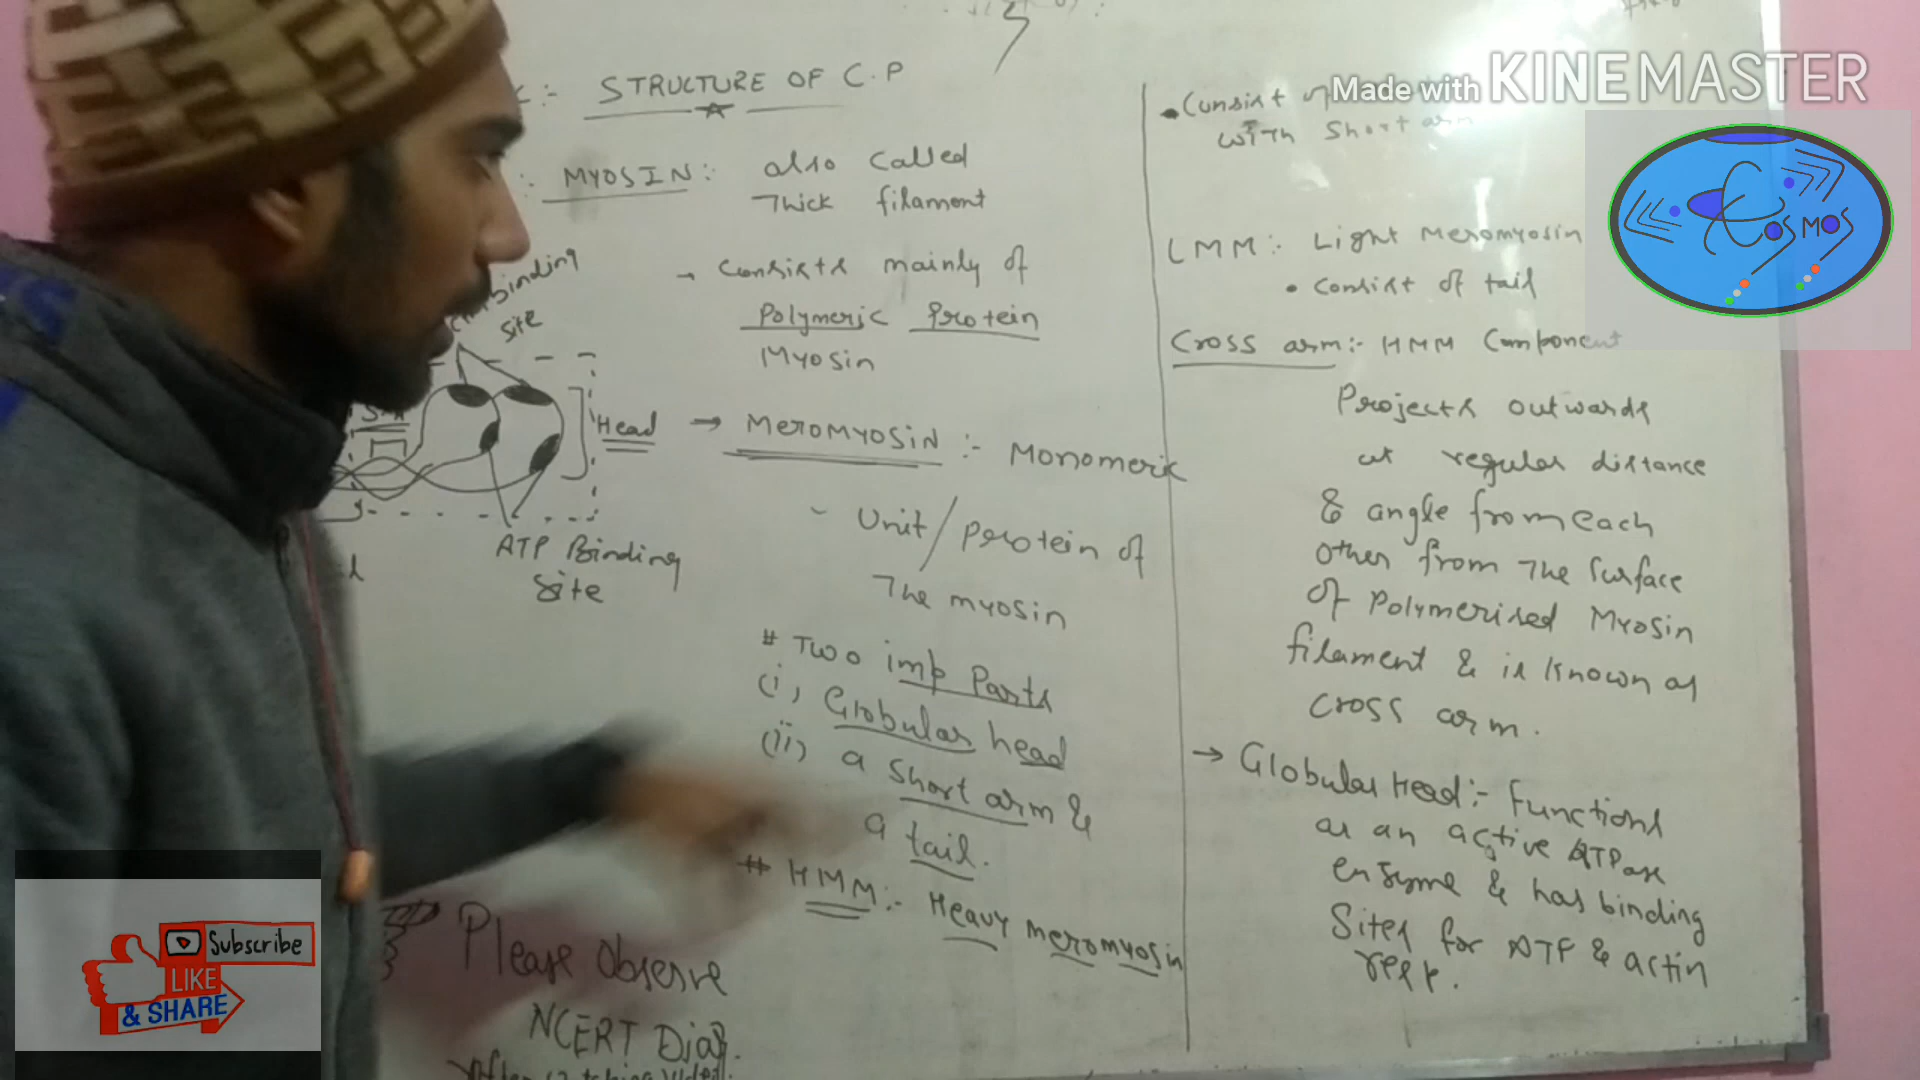 STRUCTURE OF C.P
MYOSIN:- also called
Thick filament
→ Consists mainly of
Polymeric Protein
Myosin
binding
site
Head
ATP Binding
Site
→ MEROMYOSIN :- Monomeric
Unit/Protein of
The myosin
# Two imp Parts
(i) Globular head
(ii) a short arm &
a tail.
# HMM:- Heavy meromyosin
Please Observe
NCERT Diag.
• Consist of
with short arm
LMM:- Light Meromyosin
• Consist of tail
Cross arm:- HMM Component
Projects outwards
at regular distance
& angle from each
other from the surface
of Polymerised Myosin
filament & is known as
cross arm.
→ Globular Head:- Functions
as an active ATPase
enzyme & has binding
Sites for ATP & actin
resp.
Made with KINEMASTER
COSMOS
Subscribe
LIKE
& SHARE